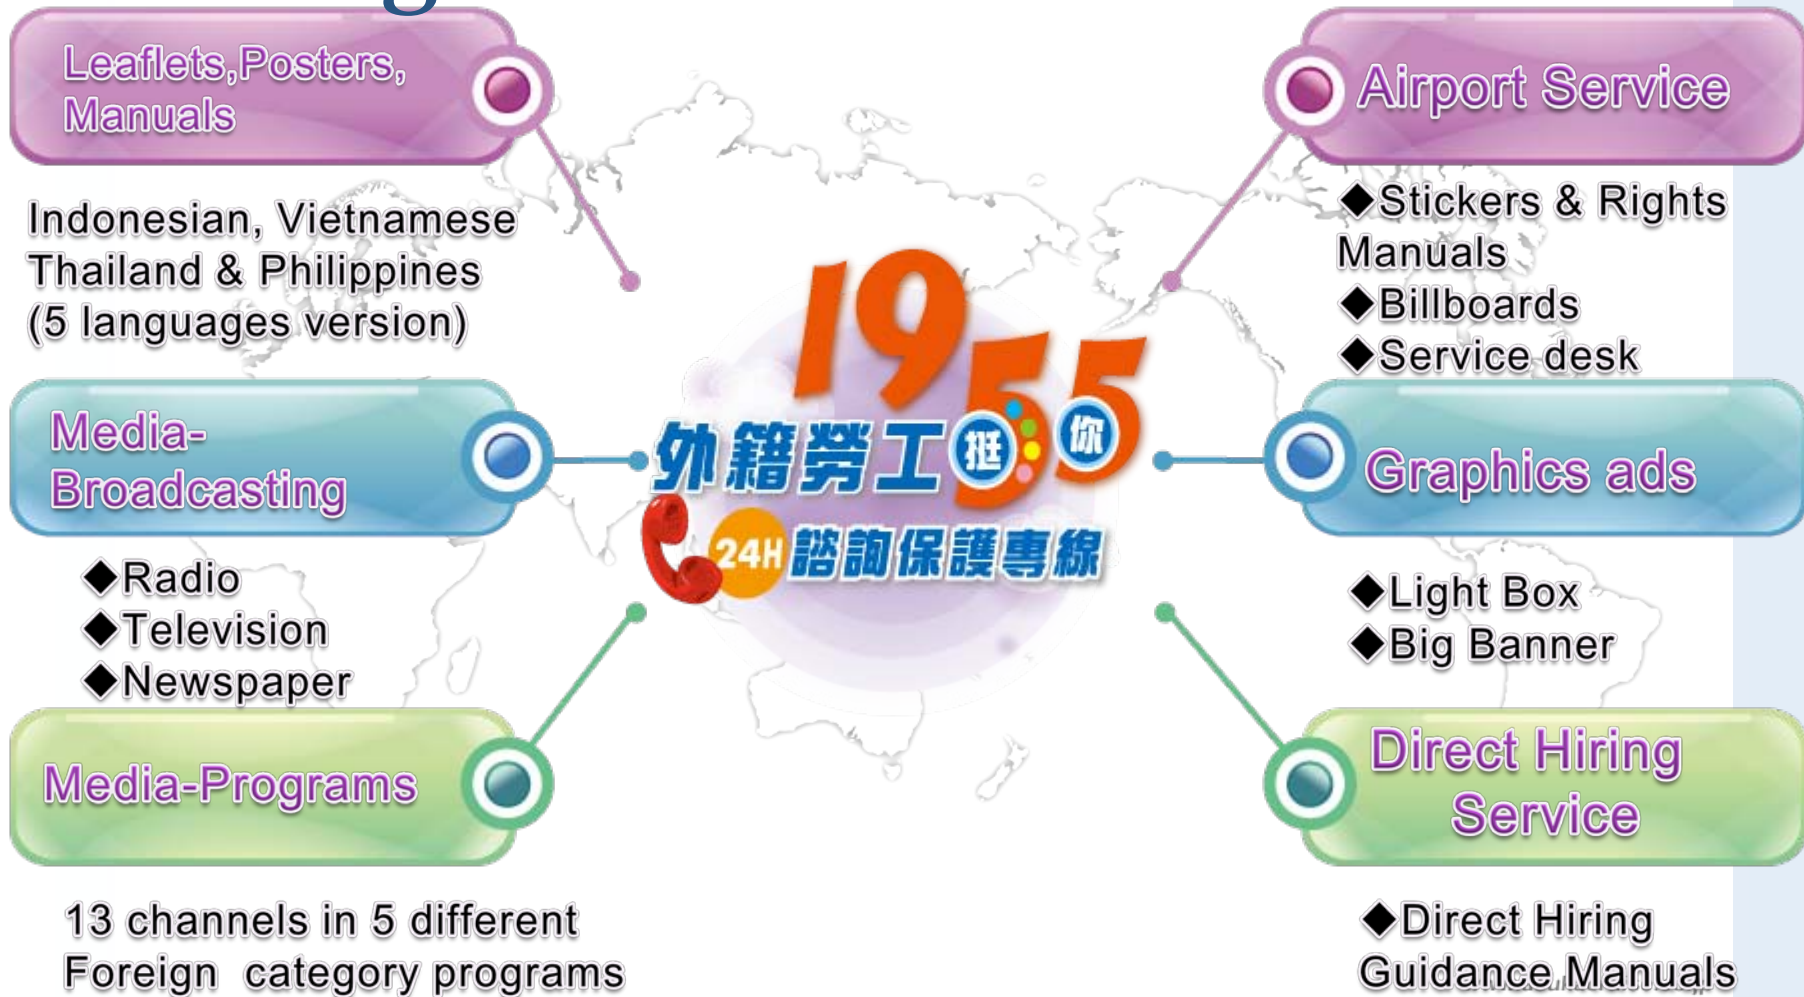 Leaflets,Posters,
Manuals
Indonesian, Vietnamese
Thailand & Philippines
(5 languages version)
Media-
Broadcasting
◆Radio
◆Television
◆Newspaper
Media-Programs
13 channels in 5 different
Foreign category programs
1955
外籍勞工挺你
24H 諮詢保護專線
Airport Service
◆Stickers & Rights
Manuals
◆Billboards
◆Service desk
Graphics ads
◆Light Box
◆Big Banner
Direct Hiring
Service
◆Direct Hiring
Guidance Manuals